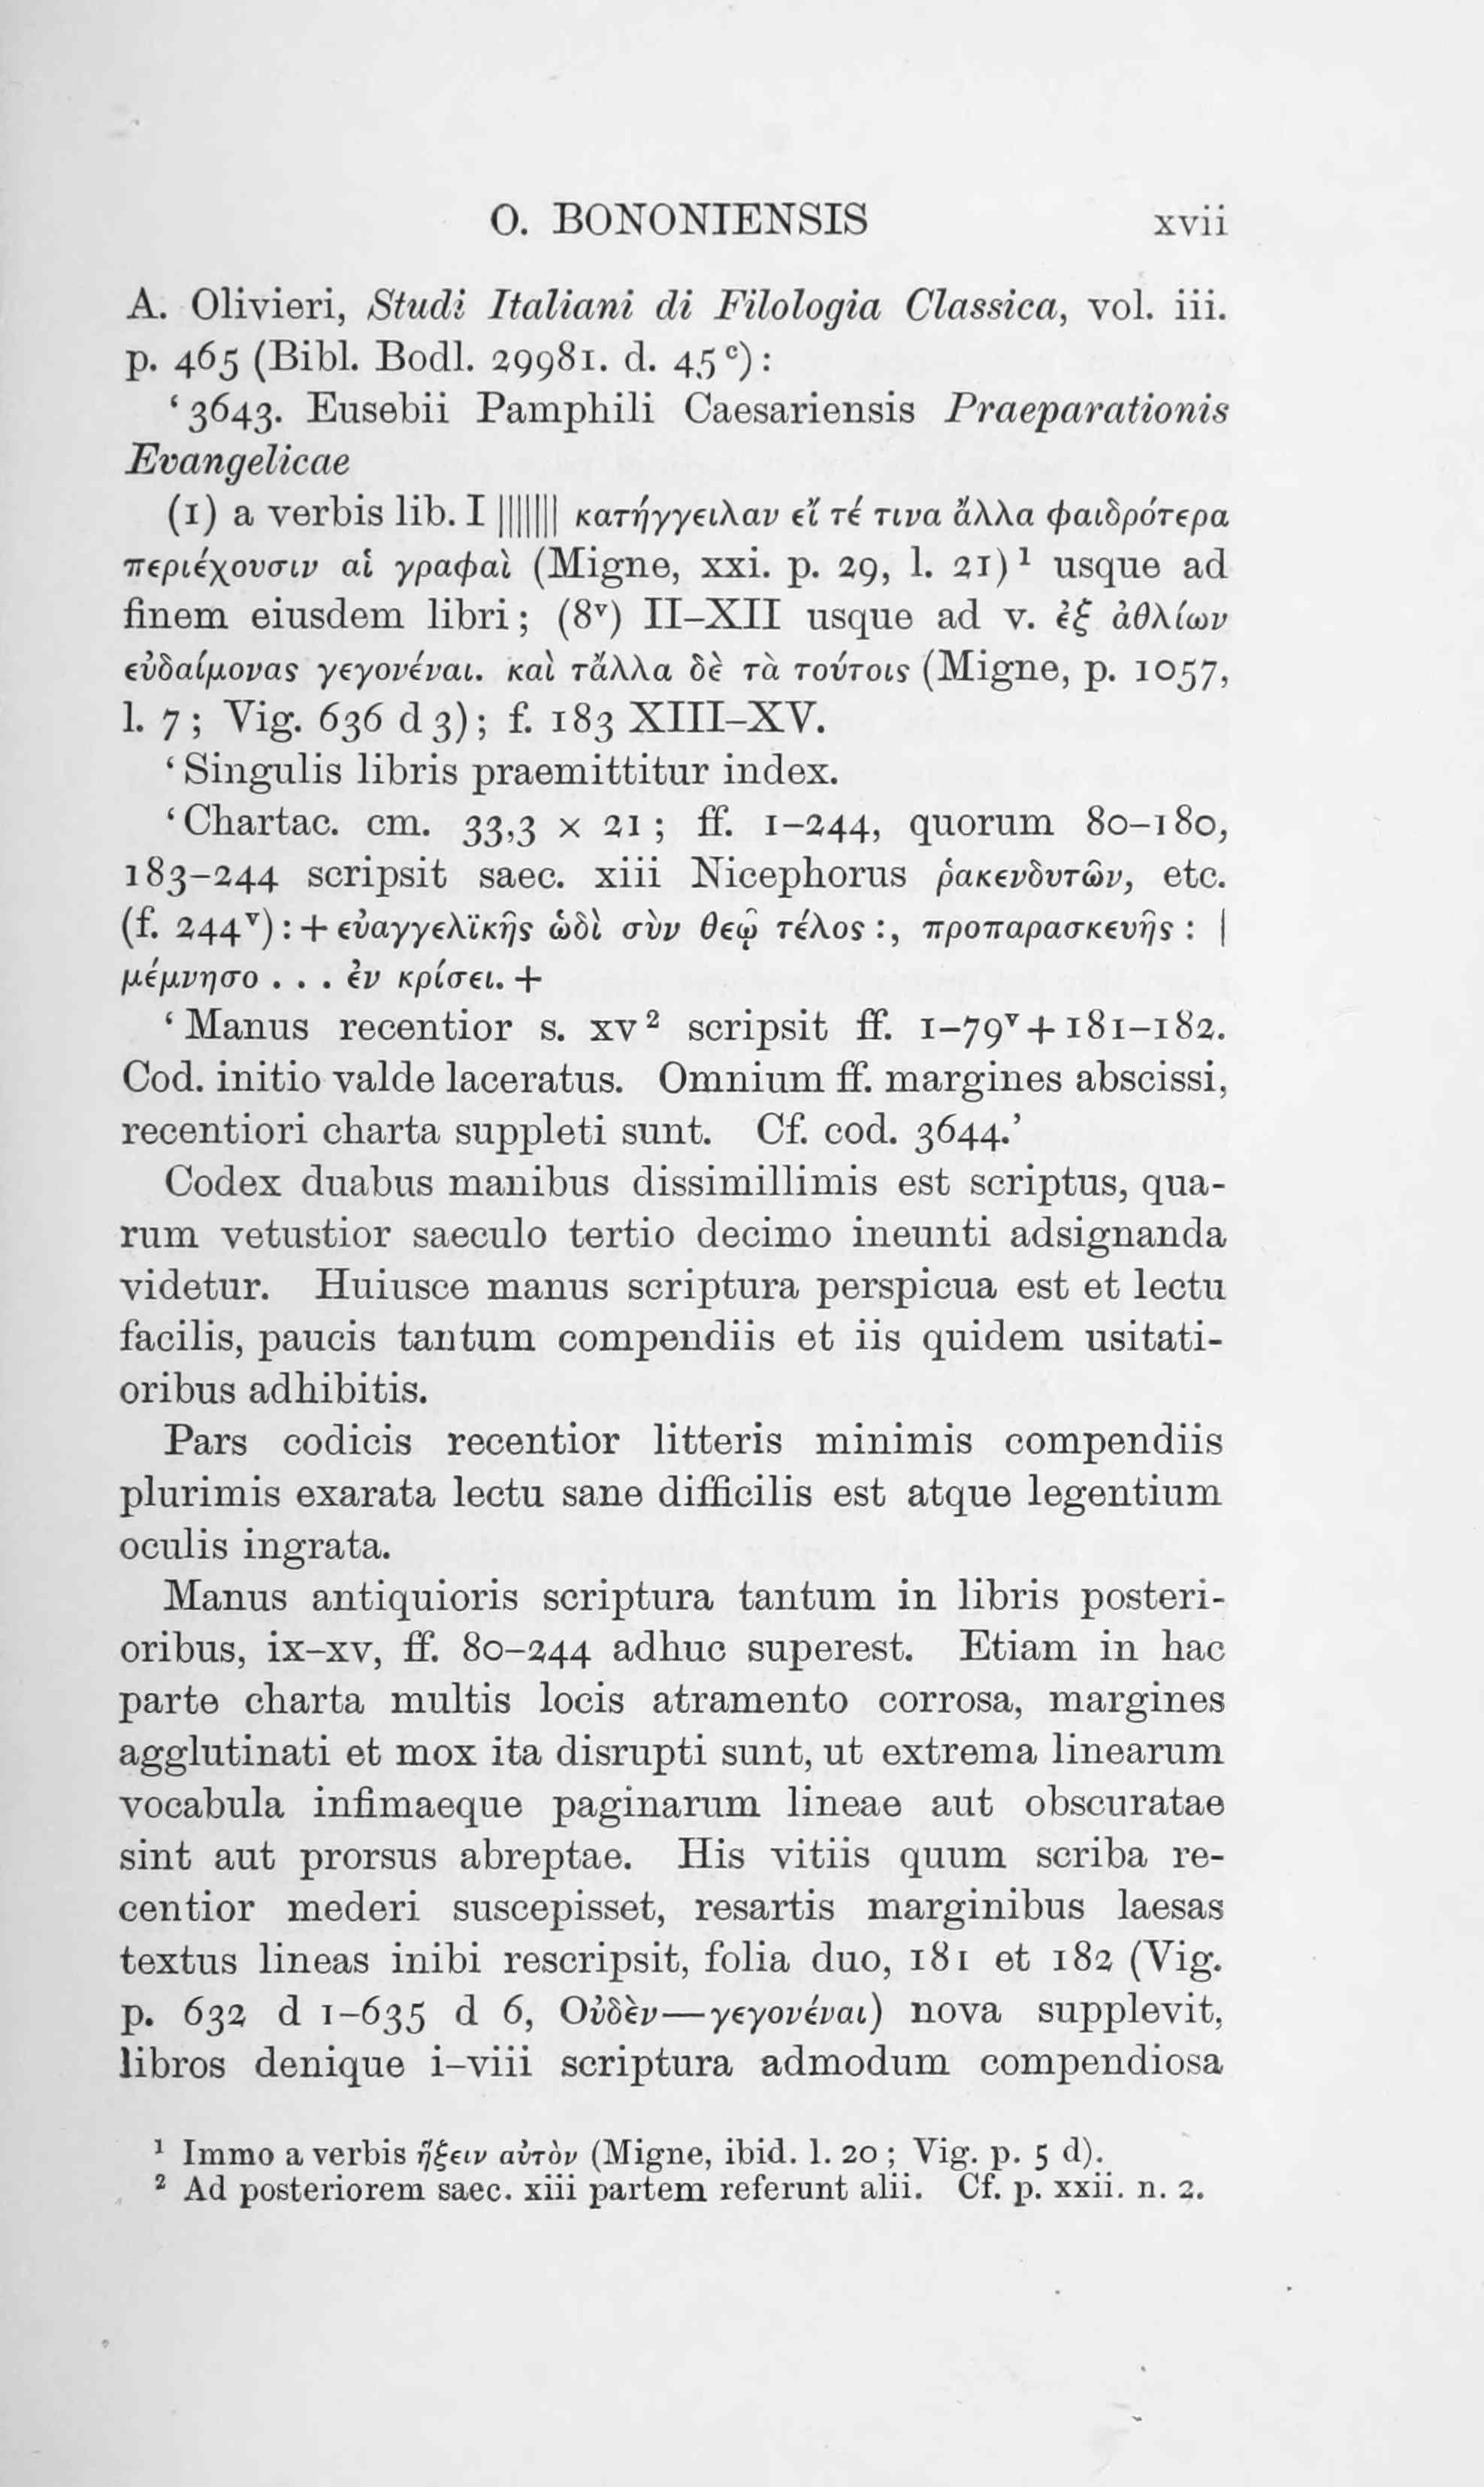 O. BONONIENSIS xvii
A. Olivieri, Studi Italiani di Filologia Classica, vol. iii.
p. 465 (Bibl. Bodl. 29981. d. 45ᶜ):
‘3643. Eusebii Pamphili Caesariensis Praeparationis
Evangelicae
(1) a verbis lib. I ||||||| κατήγγειλαν εἴ τέ τινα ἄλλα φαιδρότερα
περιέχουσιν αἱ γραφαὶ (Migne, xxi. p. 29, l. 21)¹ usque ad
finem eiusdem libri; (8ᵛ) II–XII usque ad v. ἐξ ἀθλίων
εὐδαίμονας γεγονέναι. καὶ τἄλλα δὲ τὰ τούτοις (Migne, p. 1057,
l. 7; Vig. 636 d 3); f. 183 XIII–XV.
‘Singulis libris praemittitur index.
‘Chartac. cm. 33,3 × 21; ff. 1–244, quorum 80–180,
183–244 scripsit saec. xiii Nicephorus ῥακενδυτῶν, etc.
(f. 244ᵛ): + εὐαγγελϊκῆς ὡδὶ σὺν θεῷ τέλος :, προπαρασκευῆς : |
μέμνησο . . . ἐν κρίσει. +
‘Manus recentior s. xv² scripsit ff. 1–79ᵛ + 181–182.
Cod. initio valde laceratus. Omnium ff. margines abscissi,
recentiori charta suppleti sunt. Cf. cod. 3644.’
Codex duabus manibus dissimillimis est scriptus, qua-
rum vetustior saeculo tertio decimo ineunti adsignanda
videtur. Huiusce manus scriptura perspicua est et lectu
facilis, paucis tantum compendiis et iis quidem usitati-
oribus adhibitis.
Pars codicis recentior litteris minimis compendiis
plurimis exarata lectu sane difficilis est atque legentium
oculis ingrata.
Manus antiquioris scriptura tantum in libris posteri-
oribus, ix–xv, ff. 80–244 adhuc superest. Etiam in hac
parte charta multis locis atramento corrosa, margines
agglutinati et mox ita disrupti sunt, ut extrema linearum
vocabula infimaeque paginarum lineae aut obscuratae
sint aut prorsus abreptae. His vitiis quum scriba re-
centior mederi suscepisset, resartis marginibus laesas
textus lineas inibi rescripsit, folia duo, 181 et 182 (Vig.
p. 632 d 1–635 d 6, Οὐδὲν—γεγονέναι) nova supplevit,
libros denique i–viii scriptura admodum compendiosa
¹ Immo a verbis ἥξειν αὐτὸν (Migne, ibid. l. 20; Vig. p. 5 d).
² Ad posteriorem saec. xiii partem referunt alii. Cf. p. xxii. n. 2.